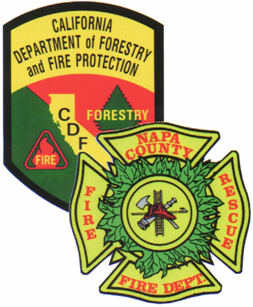 CALIFORNIA
DEPARTMENT of FORESTRY
and FIRE PROTECTION
CDF
FORESTRY
FIRE
NAPA
COUNTY
FIRE
RESCUE
FIRE DEPT.